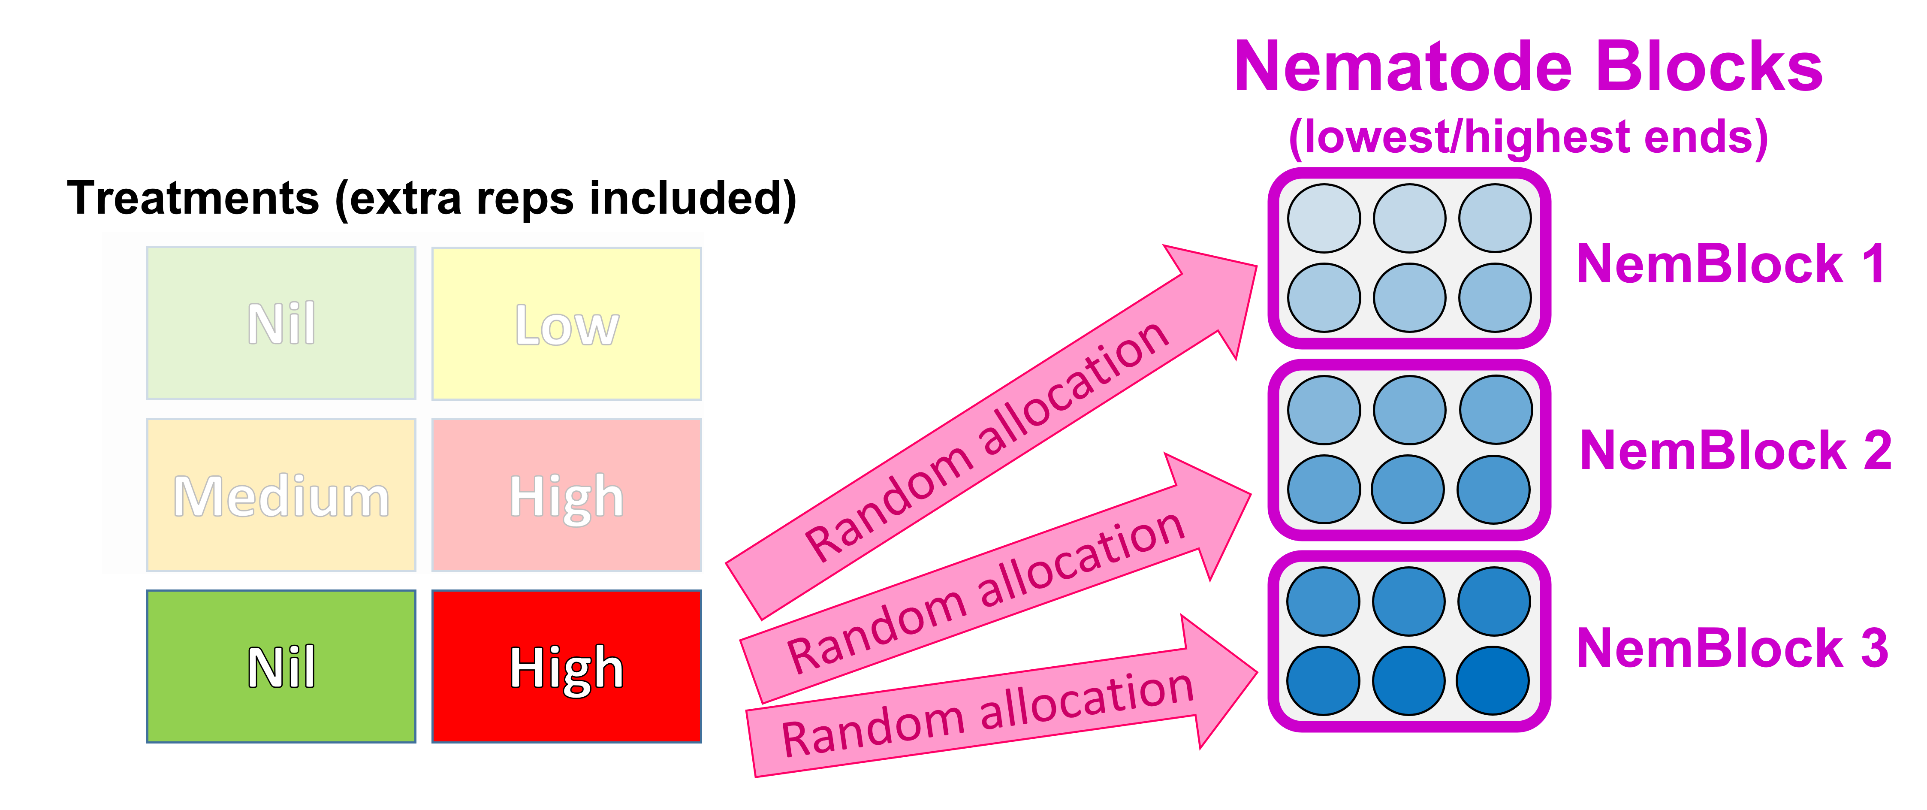 Nematode Blocks
(lowest/highest ends)
Treatments (extra reps included)
Nil
Low
Medium
High
Nil
High
Random allocation
Random allocation
Random allocation
NemBlock 1
NemBlock 2
NemBlock 3